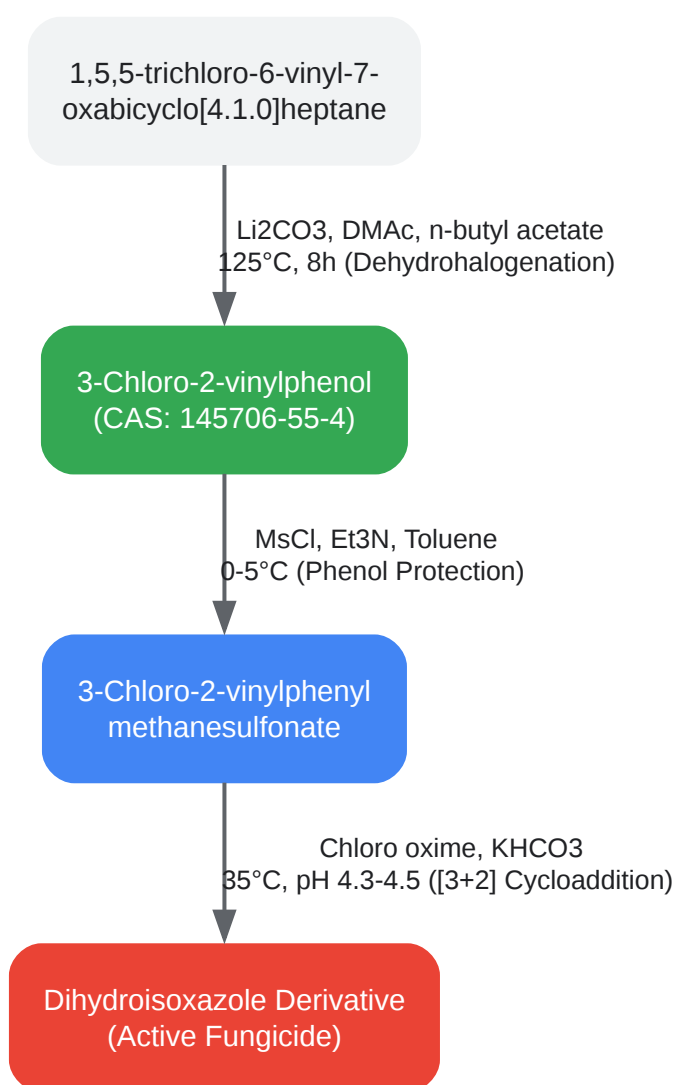 1,5,5-trichloro-6-vinyl-7-
oxabicyclo[4.1.0]heptane
Li2CO3, DMAc, n-butyl acetate
125°C, 8h (Dehydrohalogenation)
3-Chloro-2-vinylphenol
(CAS: 145706-55-4)
MsCl, Et3N, Toluene
0-5°C (Phenol Protection)
3-Chloro-2-vinylphenyl
methanesulfonate
Chloro oxime, KHCO3
35°C, pH 4.3-4.5 ([3+2] Cycloaddition)
Dihydroisoxazole Derivative
(Active Fungicide)